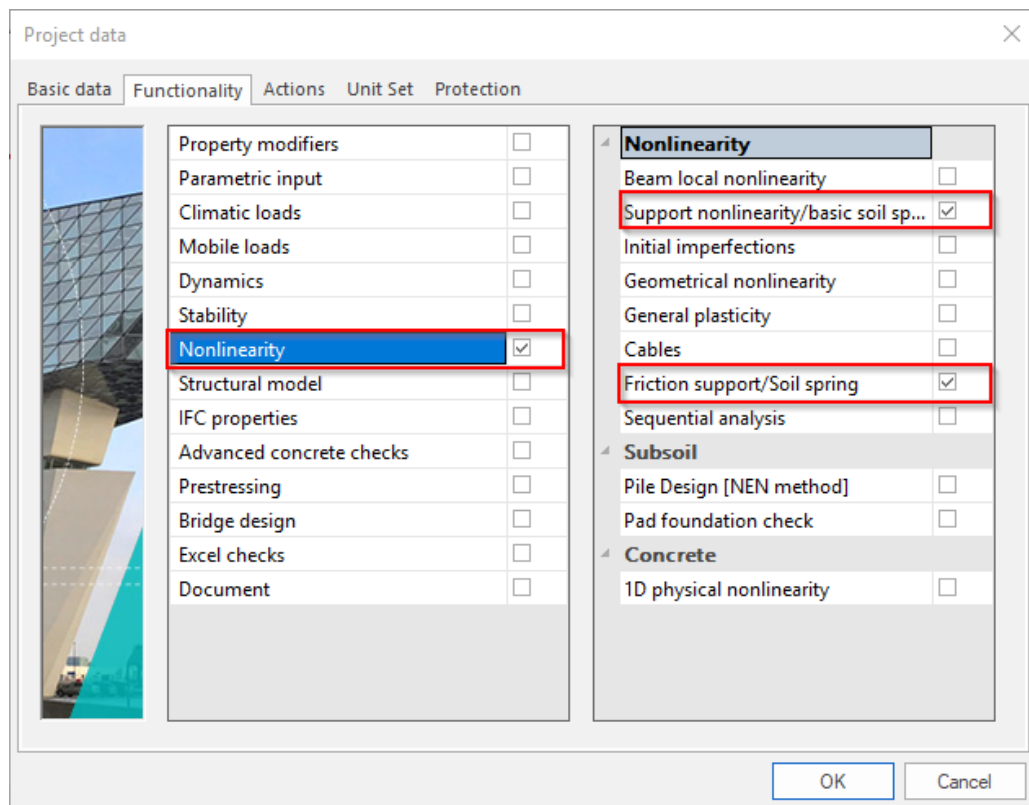 Project data
Basic data Functionality Actions Unit Set Protection
Property modifiers
Parametric input
Climatic loads
Mobile loads
Dynamics
Stability
Nonlinearity
Structural model
IFC properties
Advanced concrete checks
Prestressing
Bridge design
Excel checks
Document
Nonlinearity
Beam local nonlinearity
Support nonlinearity/basic soil sp...
Initial imperfections
Geometrical nonlinearity
General plasticity
Cables
Friction support/Soil spring
Sequential analysis
Subsoil
Pile Design [NEN method]
Pad foundation check
Concrete
1D physical nonlinearity
OK Cancel